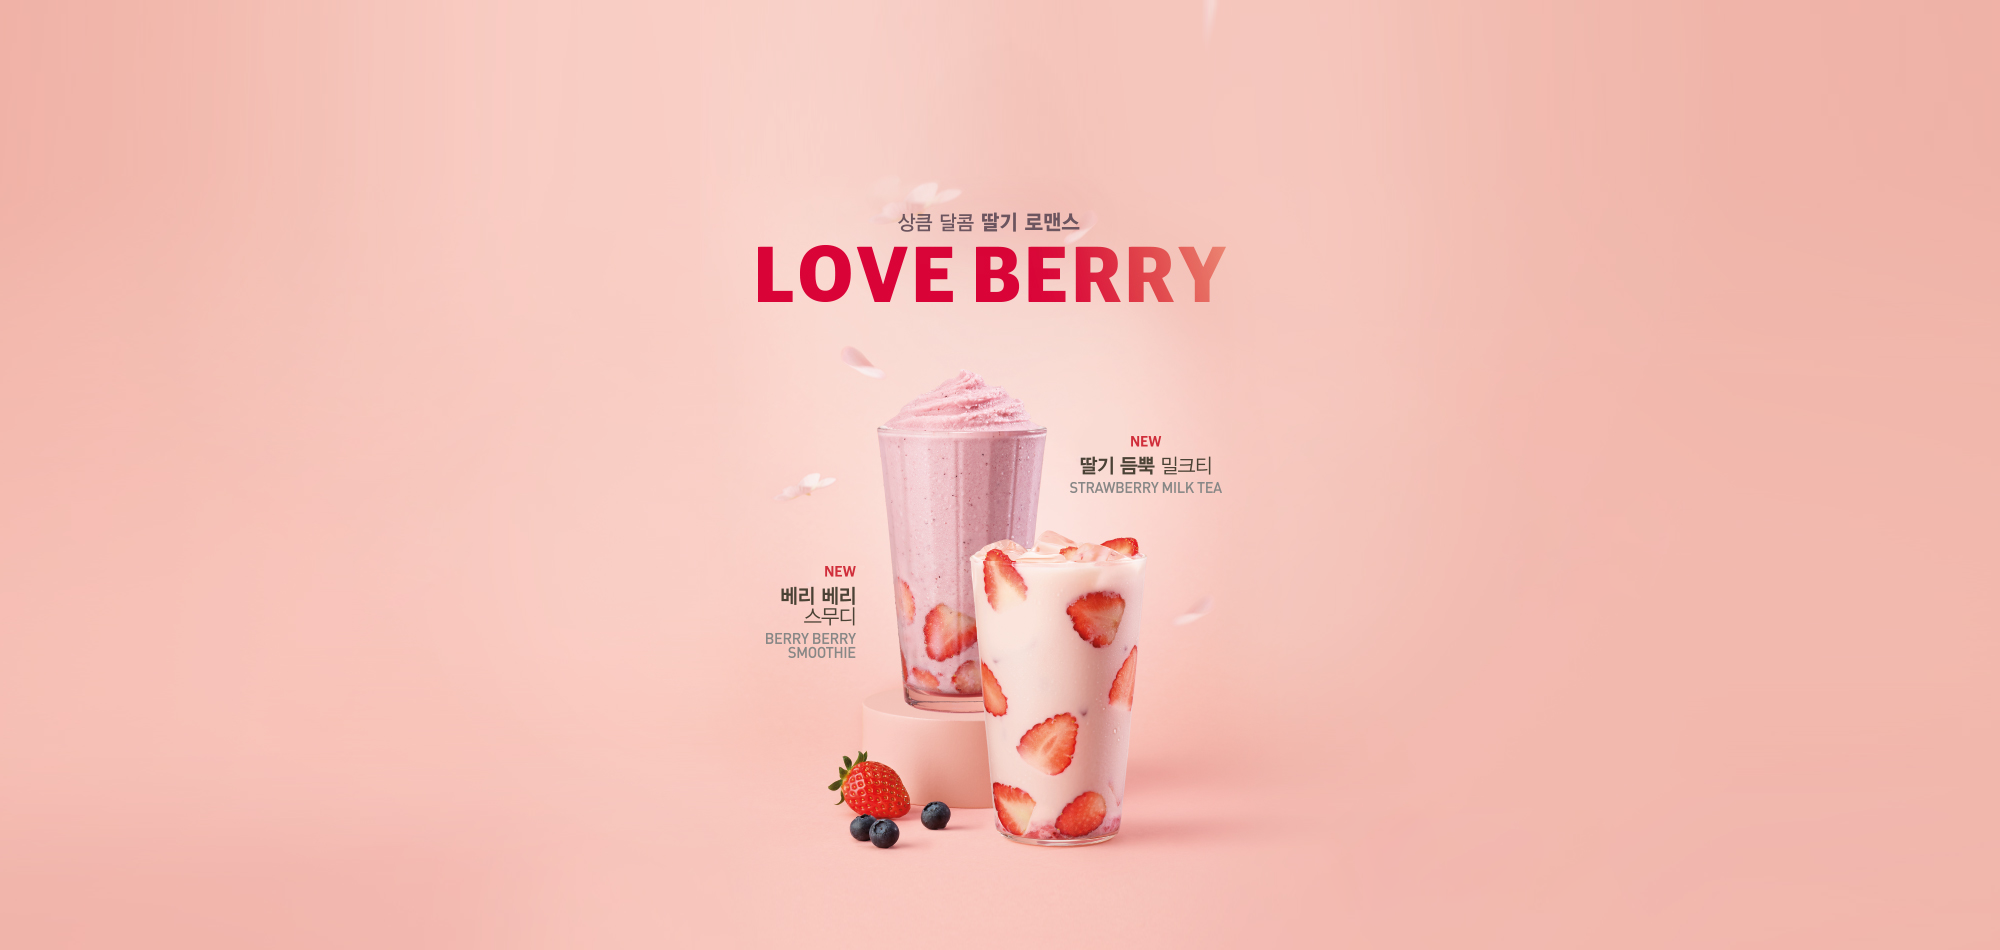 상큼 달콤 딸기 로맨스
LOVE BERRY
NEW
딸기 듬뿍 밀크티
STRAWBERRY MILK TEA
NEW
베리 베리
스무디
BERRY BERRY
SMOOTHIE